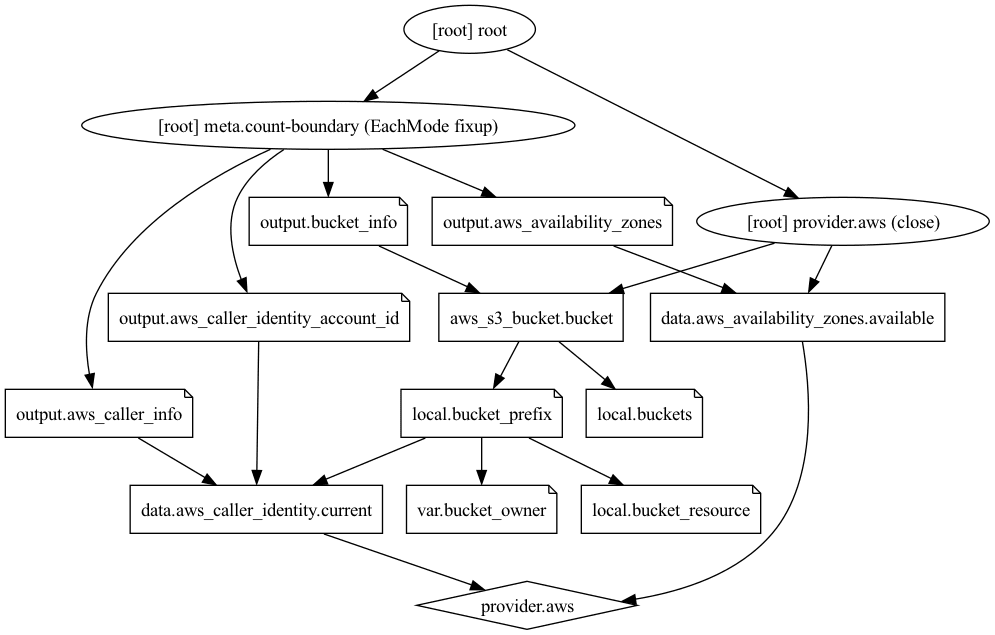 [root] root
[root] meta.count-boundary (EachMode fixup)
output.bucket_info
output.aws_availability_zones
[root] provider.aws (close)
output.aws_caller_identity_account_id
aws_s3_bucket.bucket
data.aws_availability_zones.available
output.aws_caller_info
local.bucket_prefix
local.buckets
data.aws_caller_identity.current
var.bucket_owner
local.bucket_resource
provider.aws